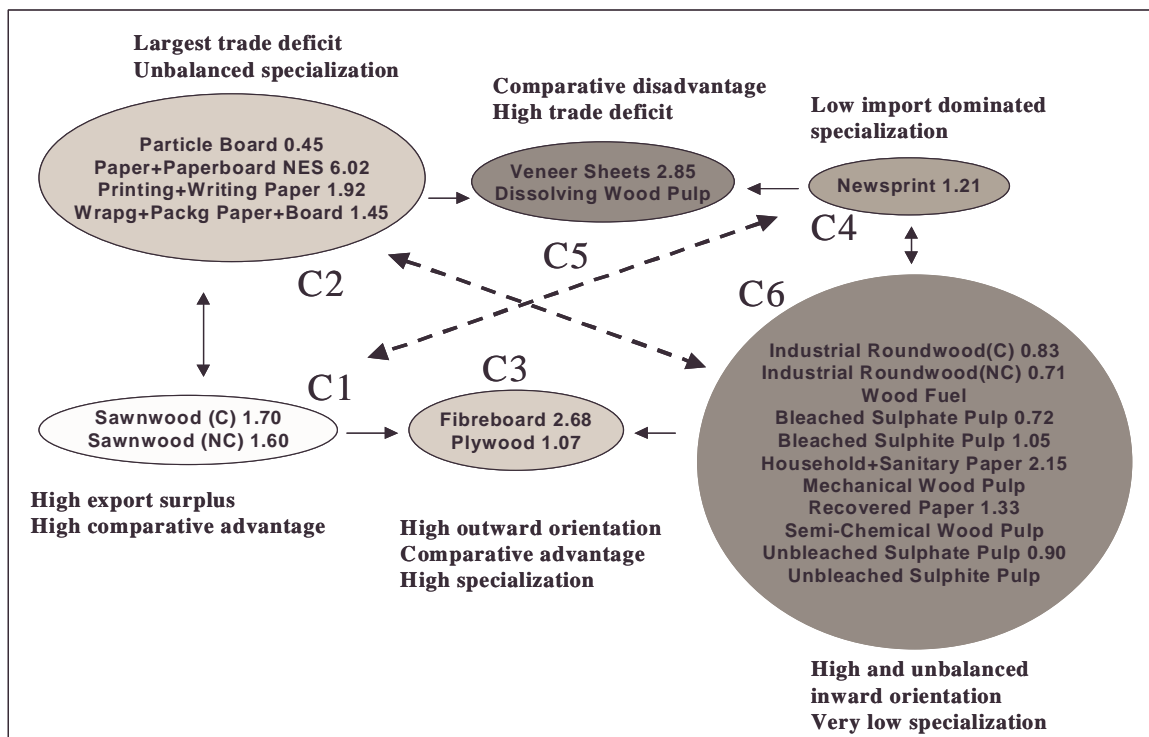 Largest trade deficit
Unbalanced specialization
Comparative disadvantage
High trade deficit
Low import dominated
specialization
Particle Board 0.45
Paper+Paperboard NES 6.02
Printing+Writing Paper 1.92
Wrapg+Packg Paper+Board 1.45
Veneer Sheets 2.85
Dissolving Wood Pulp
Newsprint 1.21
C2
C5
C4
C6
C1
C3
Sawnwood (C) 1.70
Sawnwood (NC) 1.60
Fibreboard 2.68
Plywood 1.07
Industrial Roundwood(C) 0.83
Industrial Roundwood(NC) 0.71
Wood Fuel
Bleached Sulphate Pulp 0.72
Bleached Sulphite Pulp 1.05
Household+Sanitary Paper 2.15
Mechanical Wood Pulp
Recovered Paper 1.33
Semi-Chemical Wood Pulp
Unbleached Sulphate Pulp 0.90
Unbleached Sulphite Pulp
High export surplus
High comparative advantage
High outward orientation
Comparative advantage
High specialization
High and unbalanced
inward orientation
Very low specialization